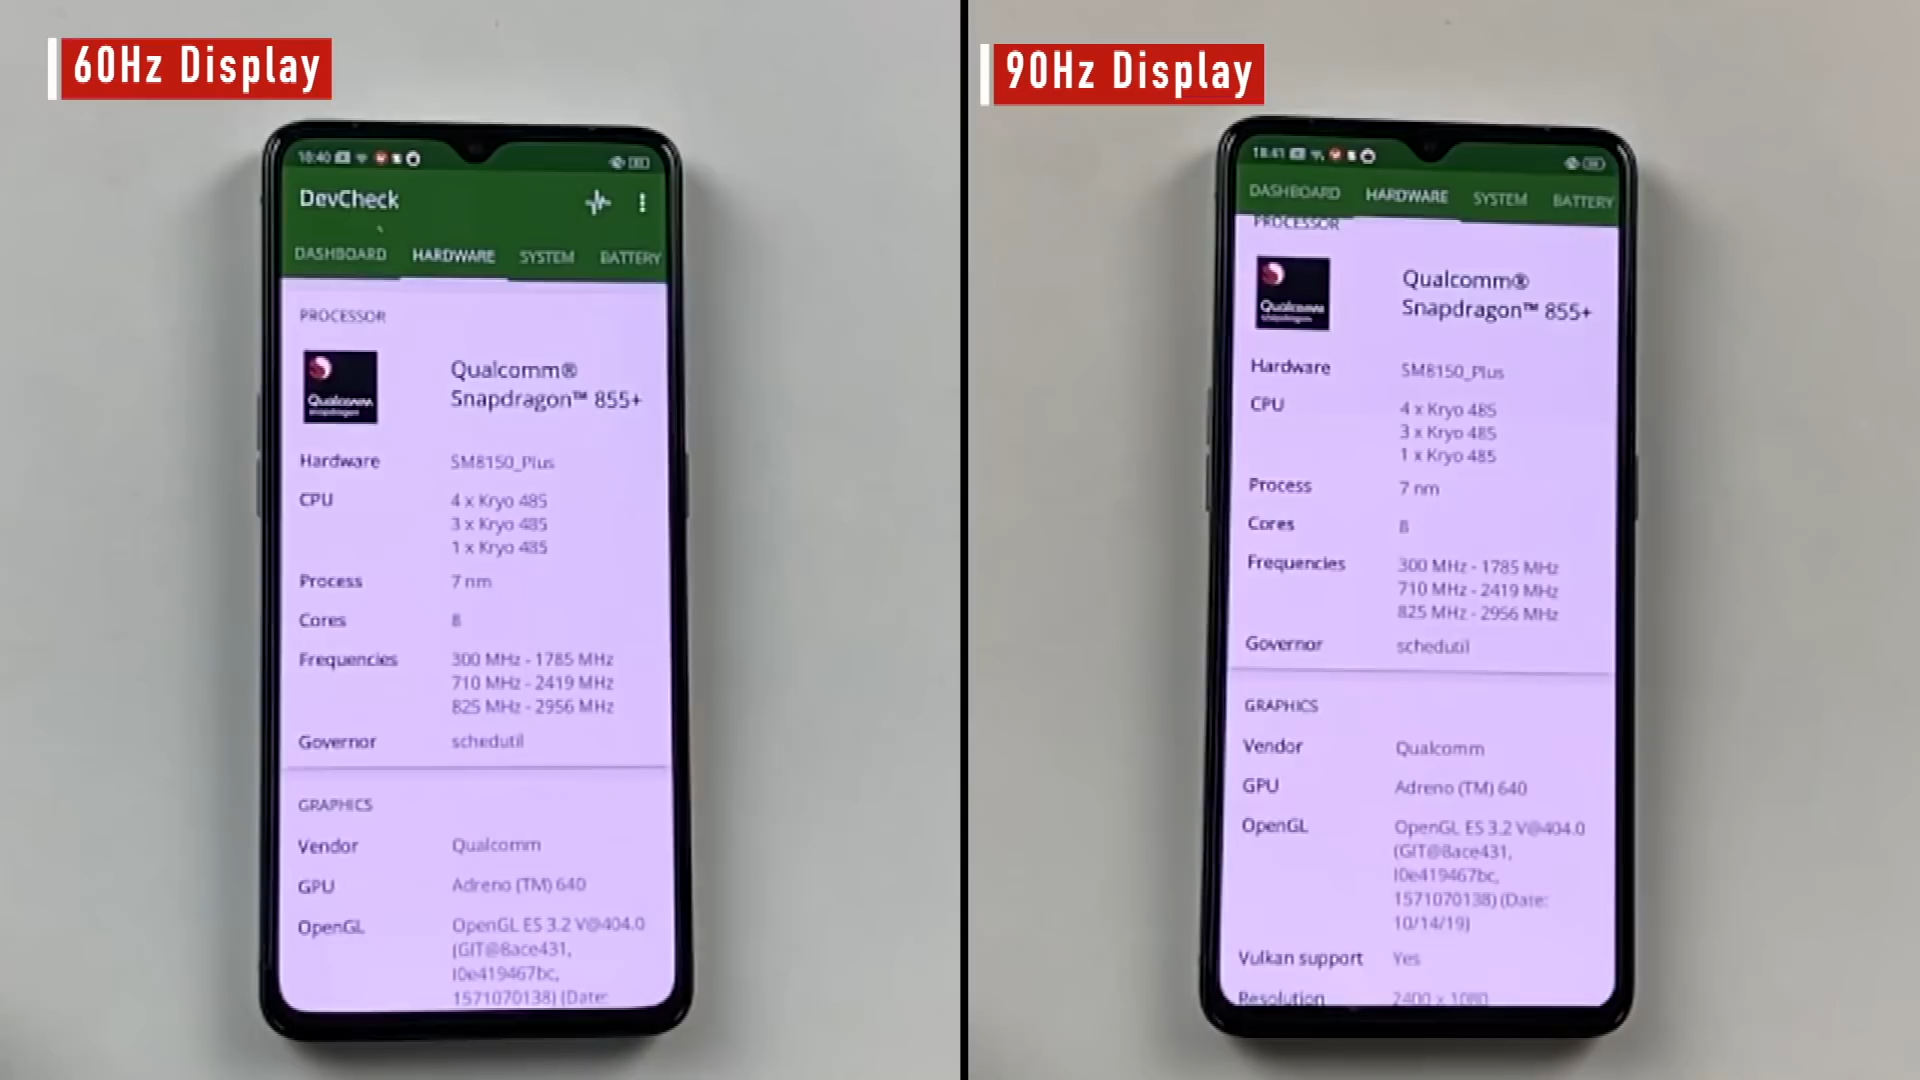 60Hz Display
18:40
DevCheck
DASHBOARD HARDWARE SYSTEM BATTERY
PROCESSOR
Qualcomm
snapdragon
Qualcomm®
Snapdragon™ 855+
Hardware SM8150_Plus
CPU 4 x Kryo 485
3 x Kryo 485
1 x Kryo 485
Process 7 nm
Cores 8
Frequencies 300 MHz - 1785 MHz
710 MHz - 2419 MHz
825 MHz - 2956 MHz
Governor schedutil
GRAPHICS
Vendor Qualcomm
GPU Adreno (TM) 640
OpenGL OpenGL ES 3.2 V@404.0
(GIT@8ace431,
I0e419467bc,
1571070138) (Date:
90Hz Display
18:41
DASHBOARD HARDWARE SYSTEM BATTERY
PROCESSOR
Qualcomm
snapdragon
Qualcomm®
Snapdragon™ 855+
Hardware SM8150_Plus
CPU 4 x Kryo 485
3 x Kryo 485
1 x Kryo 485
Process 7 nm
Cores 8
Frequencies 300 MHz - 1785 MHz
710 MHz - 2419 MHz
825 MHz - 2956 MHz
Governor schedutil
GRAPHICS
Vendor Qualcomm
GPU Adreno (TM) 640
OpenGL OpenGL ES 3.2 V@404.0
(GIT@8ace431,
I0e419467bc,
1571070138) (Date:
10/14/19)
Vulkan support Yes
Resolution 2400 x 1080